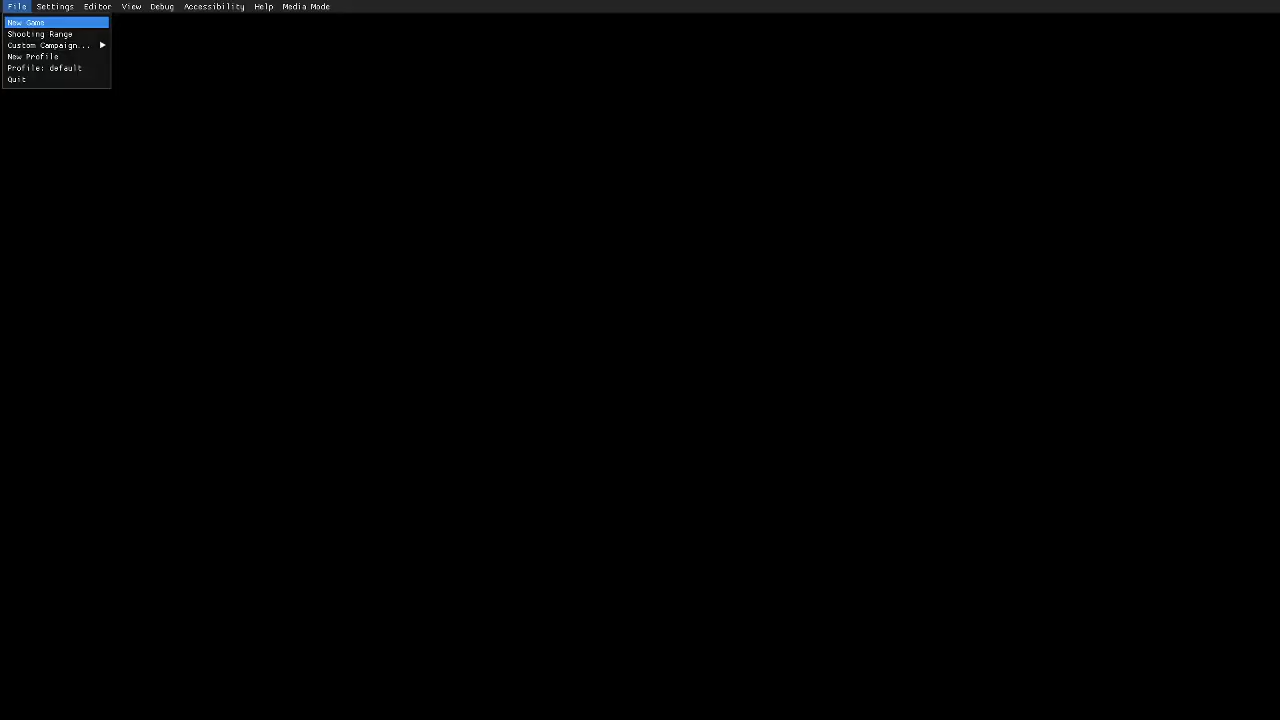 File Settings Editor View Debug Accessibility Help Media Mode
New Game
Shooting Range
Custom Campaign...
New Profile
Profile: default
Quit